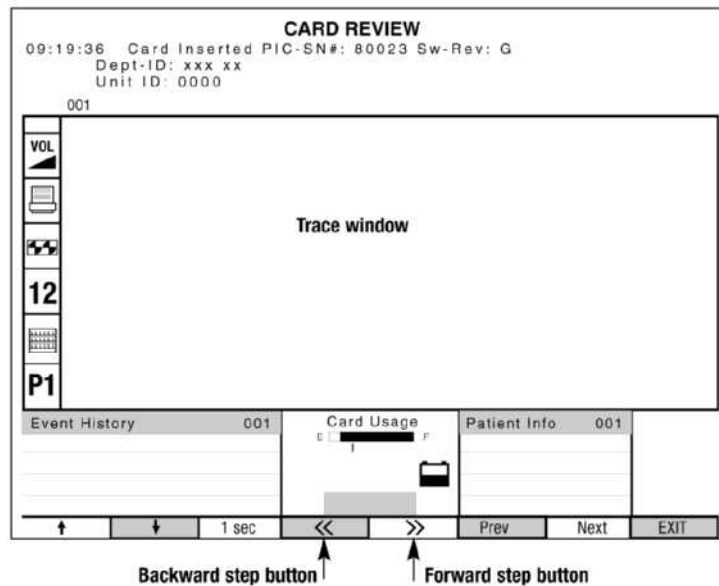 CARD REVIEW
09:19:36 Card Inserted PIC-SN#: 80023 Sw-Rev: G
Dept-ID: xxx xx
Unit ID: 0000
001
VOL
Trace window
12
P1
Event History 001
Card Usage
E F
Patient Info 001
1 sec << >> Prev Next EXIT
Backward step button
Forward step button